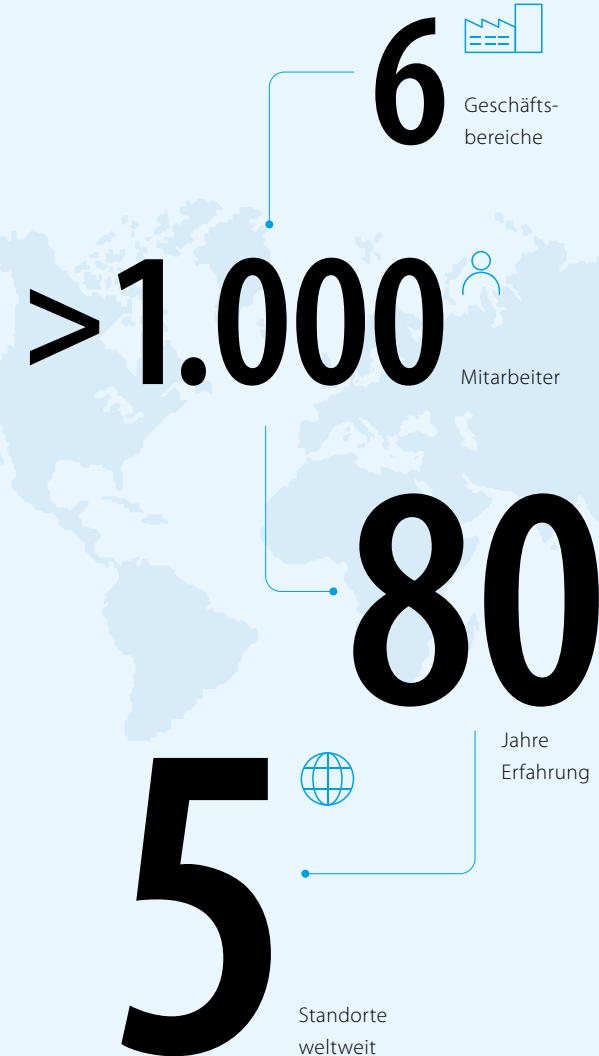 6
Geschäfts-
bereiche
>1.000
Mitarbeiter
80
Jahre
Erfahrung
5
Standorte
weltweit